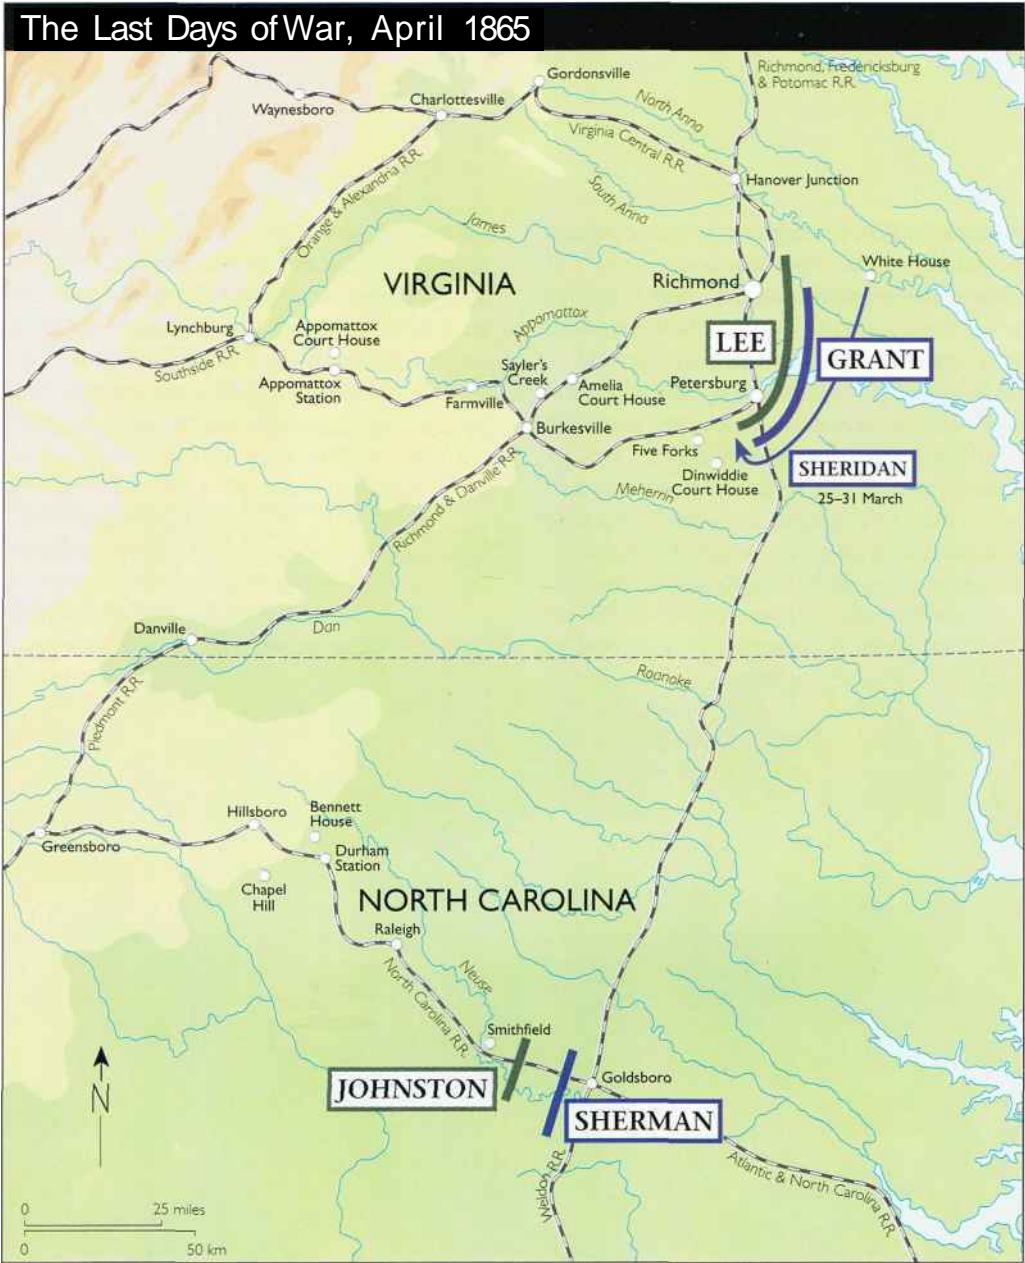 The Last Days of War, April 1865
Richmond, Fredericksburg
& Potomac R.R.
Gordonsville
Waynesboro
Charlottesville
North Anna
Virginia Central R.R.
Hanover Junction
South Anna
Orange & Alexandria R.R.
James
VIRGINIA
White House
Richmond
Lynchburg
Appomattox
Court House
Appomattox
LEE
GRANT
Southside R.R.
Appomattox
Station
Sayler's
Creek
Amelia
Court House
Petersburg
Farmville
Burkesville
Five Forks
SHERIDAN
25–31 March
Dinwiddie
Court House
Meherrin
Richmond & Danville R.R.
Danville
Dan
Roanoke
Piedmont R.R.
Hillsboro
Bennett
House
Greensboro
Durham
Station
Chapel
Hill
NORTH CAROLINA
Raleigh
Neuse
North Carolina R.R.
Smithfield
JOHNSTON
Goldsboro
SHERMAN
N
Weldon R.R.
Atlantic & North Carolina R.R.
0 25 miles
0 50 km